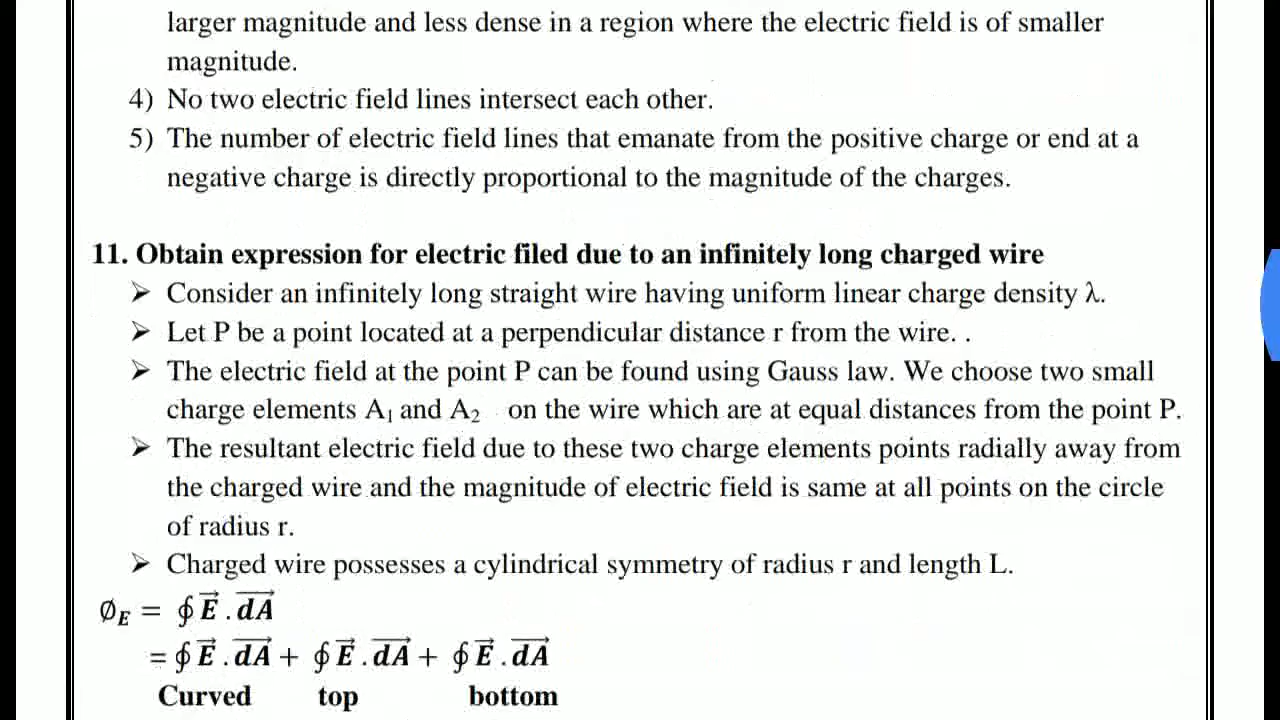 larger magnitude and less dense in a region where the electric field is of smaller
magnitude.
4) No two electric field lines intersect each other.
5) The number of electric field lines that emanate from the positive charge or end at a
negative charge is directly proportional to the magnitude of the charges.
11. Obtain expression for electric filed due to an infinitely long charged wire
➢ Consider an infinitely long straight wire having uniform linear charge density λ.
➢ Let P be a point located at a perpendicular distance r from the wire. .
➢ The electric field at the point P can be found using Gauss law. We choose two small
charge elements A₁ and A₂ on the wire which are at equal distances from the point P.
➢ The resultant electric field due to these two charge elements points radially away from
the charged wire and the magnitude of electric field is same at all points on the circle
of radius r.
➢ Charged wire possesses a cylindrical symmetry of radius r and length L.
∅_E = ∮ E⃗ . dA⃗
= ∮ E⃗ . dA⃗ + ∮ E⃗ . dA⃗ + ∮ E⃗ . dA⃗
Curved top bottom